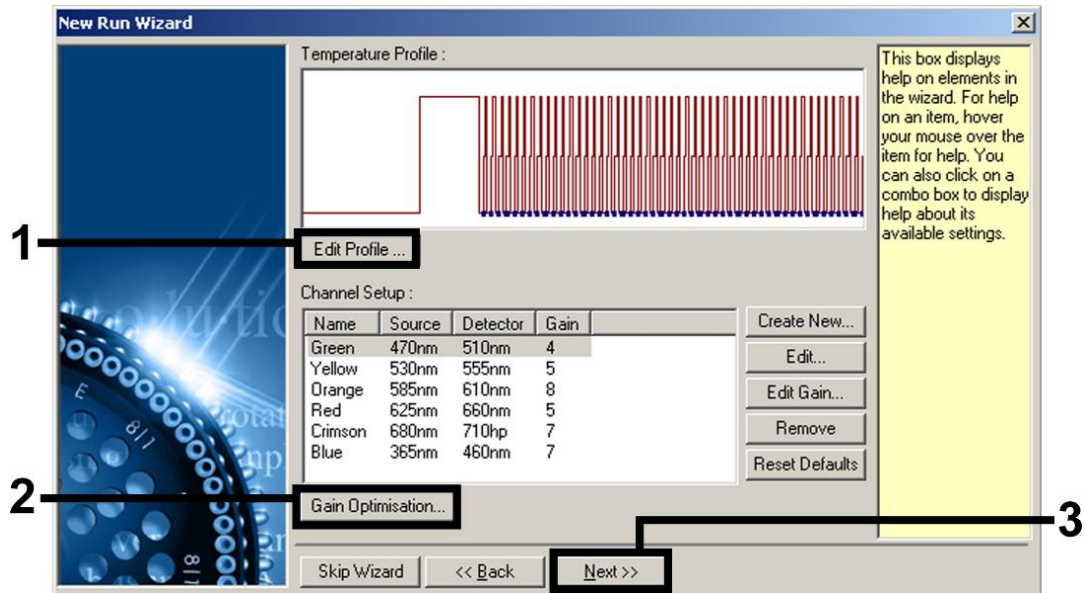 New Run Wizard
Temperature Profile :
This box displays
help on elements in
the wizard. For help
on an item, hover
your mouse over the
item for help. You
can also click on a
combo box to display
help about its
available settings.
1
Edit Profile ...
Channel Setup :
Name Source Detector Gain
Green 470nm 510nm 4
Yellow 530nm 555nm 5
Orange 585nm 610nm 8
Red 625nm 660nm 5
Crimson 680nm 710hp 7
Blue 365nm 460nm 7
Create New...
Edit...
Edit Gain...
Remove
Reset Defaults
2
Gain Optimisation...
3
Skip Wizard
<< Back
Next >>